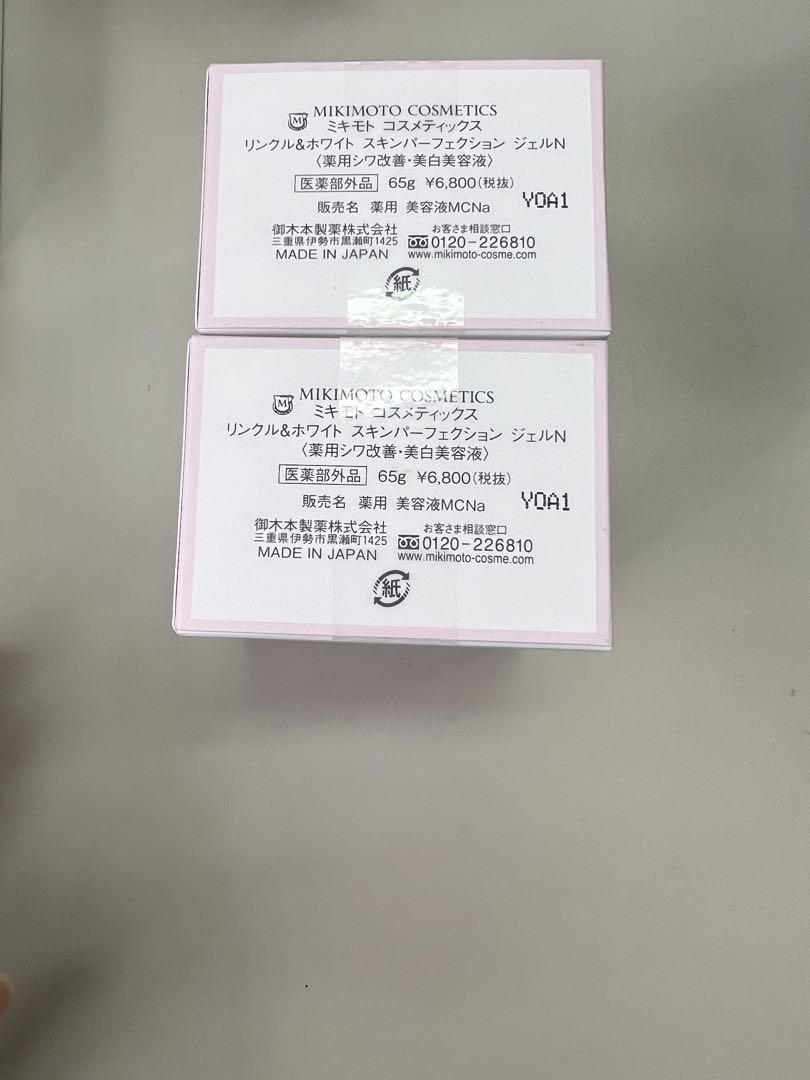 MIKIMOTO COSMETICS
ミキモト コスメティックス
リンクル&ホワイト スキンパーフェクション ジェルN
〈薬用シワ改善・美白美容液〉
医薬部外品 65g ¥6,800(税抜)
販売名 薬用 美容液MCNa
YOA1
御木本製薬株式会社
三重県伊勢市黒瀬町1425
MADE IN JAPAN
お客さま相談窓口
0120-226810
www.mikimoto-cosme.com
紙
MIKIMOTO COSMETICS
ミキモト コスメティックス
リンクル&ホワイト スキンパーフェクション ジェルN
〈薬用シワ改善・美白美容液〉
医薬部外品 65g ¥6,800(税抜)
販売名 薬用 美容液MCNa
YOA1
御木本製薬株式会社
三重県伊勢市黒瀬町1425
MADE IN JAPAN
お客さま相談窓口
0120-226810
www.mikimoto-cosme.com
紙